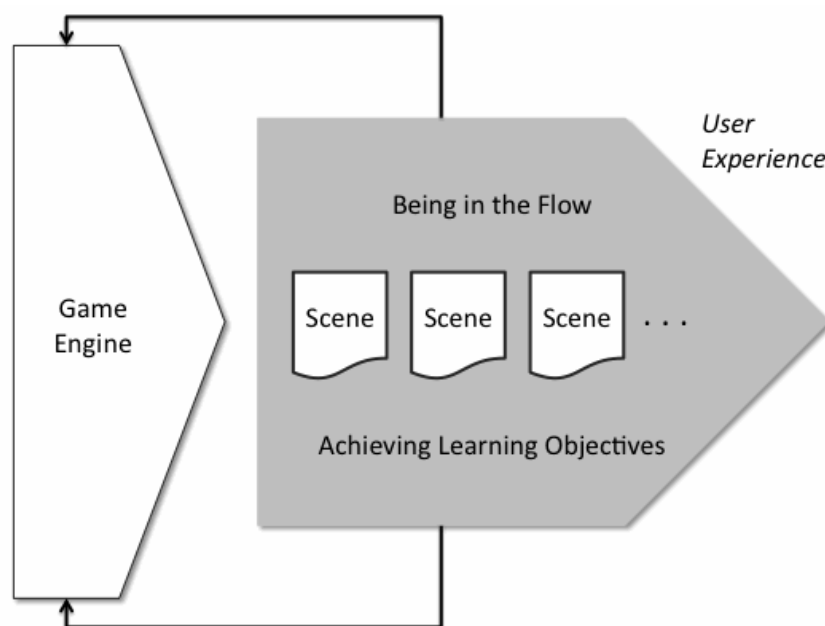 User
Experience
Being in the Flow
Game
Engine
Scene
Scene
Scene
. . .
Achieving Learning Objectives